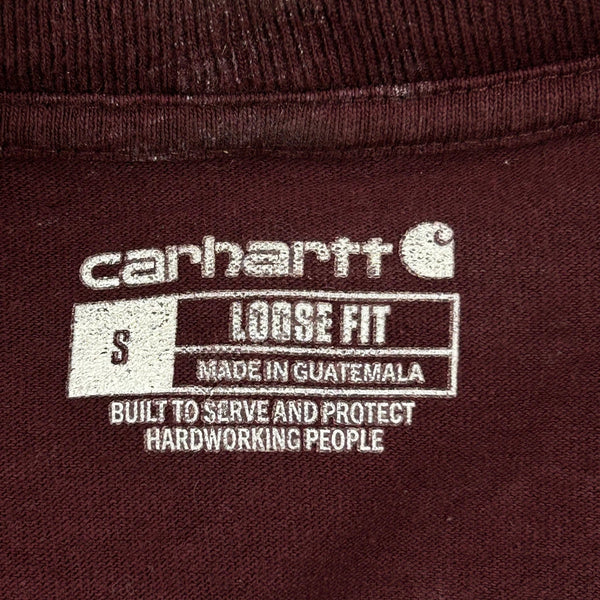 carhartt
S
LOOSE FIT
MADE IN GUATEMALA
BUILT TO SERVE AND PROTECT
HARDWORKING PEOPLE